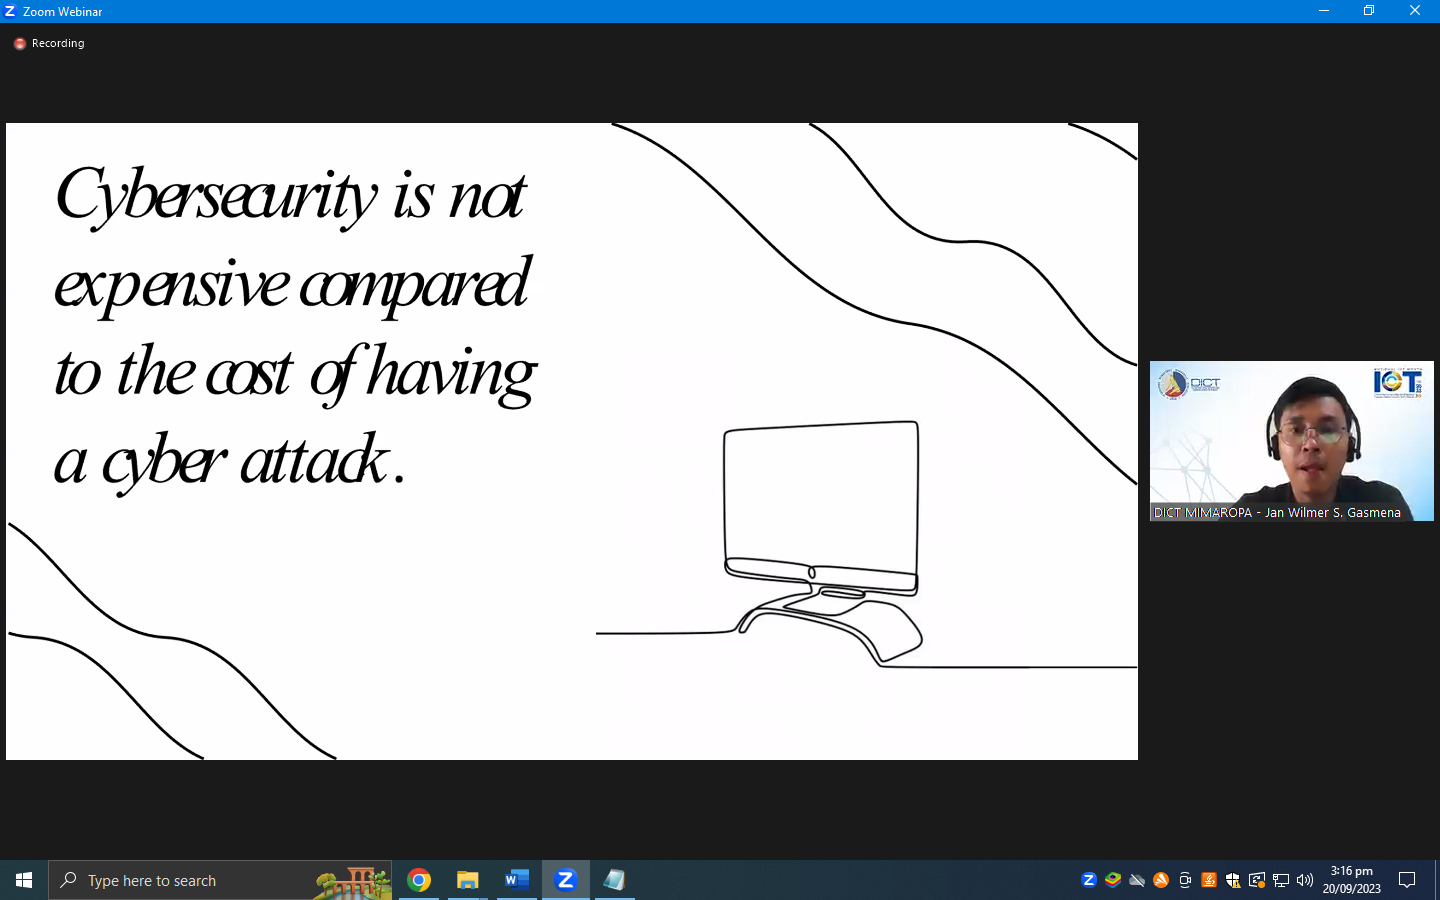 Zoom Webinar
Recording
Cybersecurity is not
expensive compared
to the cost of having
a cyber attack.
DICT
ICT
DICT MIMAROPA - Jan Wilmer S. Gasmena
Type here to search
3:16 pm
20/09/2023